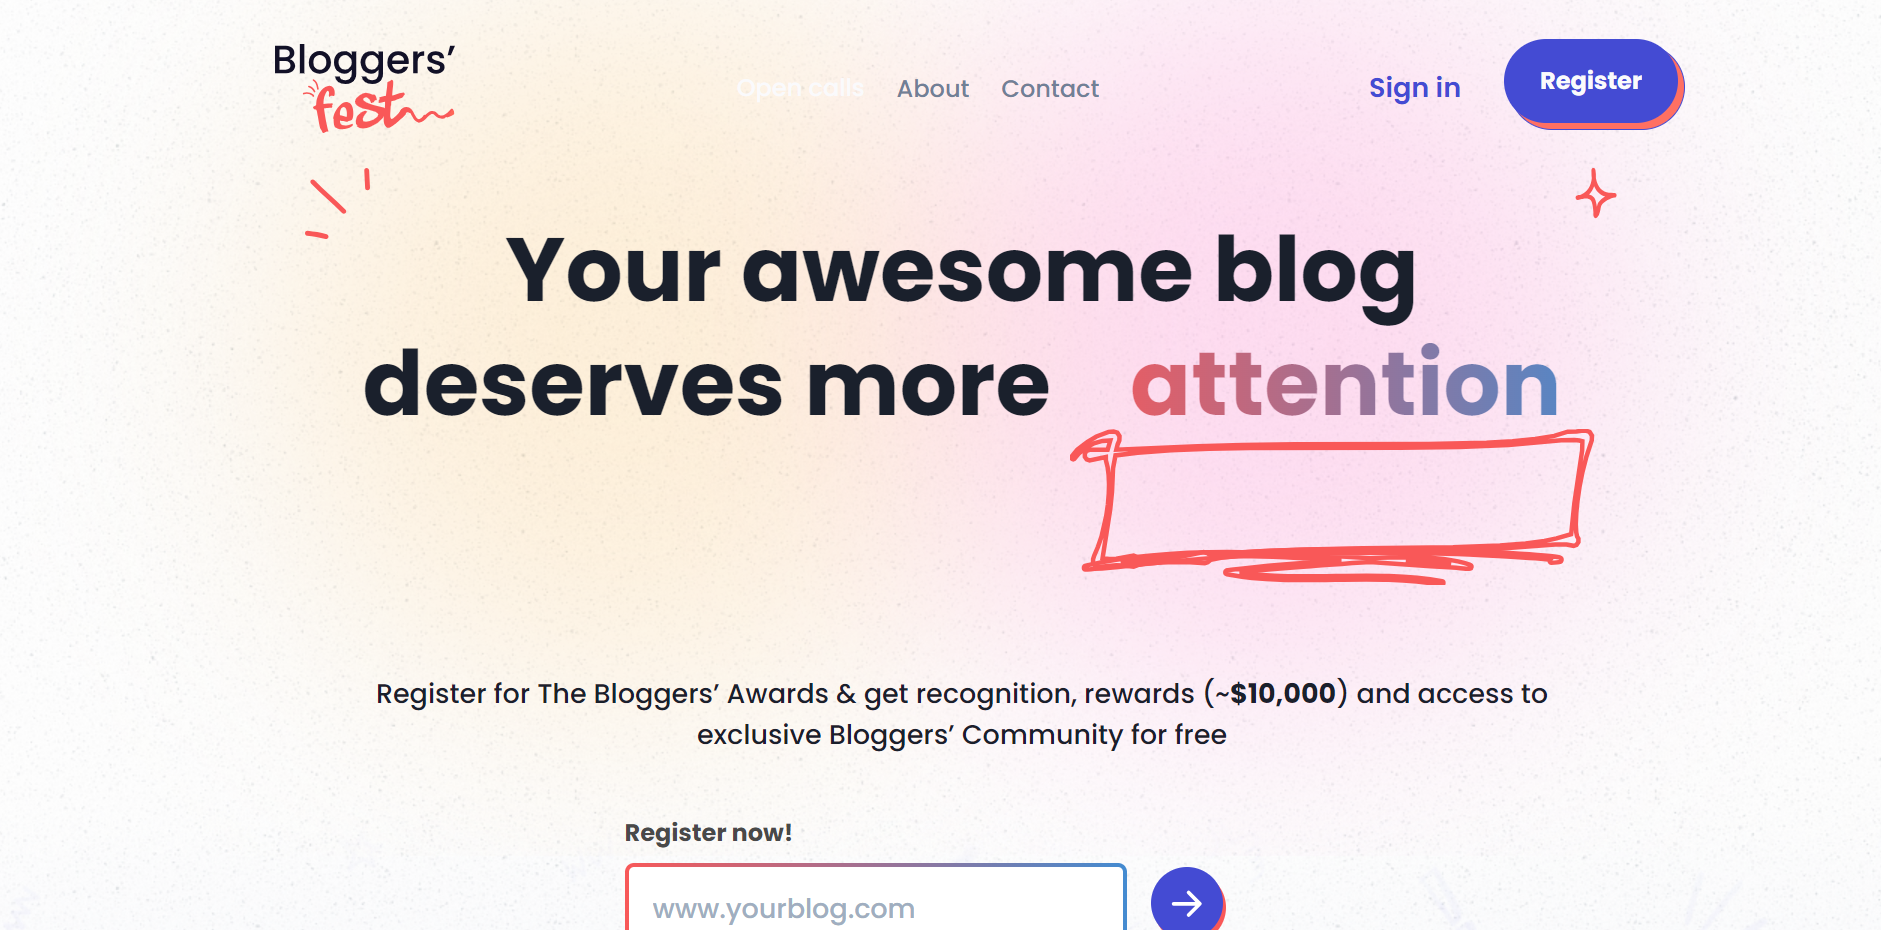 Bloggers’
fest
Open calls
About
Contact
Sign in
Register
Your awesome blog
deserves more attention
Register for The Bloggers’ Awards & get recognition, rewards (~$10,000) and access to
exclusive Bloggers’ Community for free
Register now!
www.yourblog.com